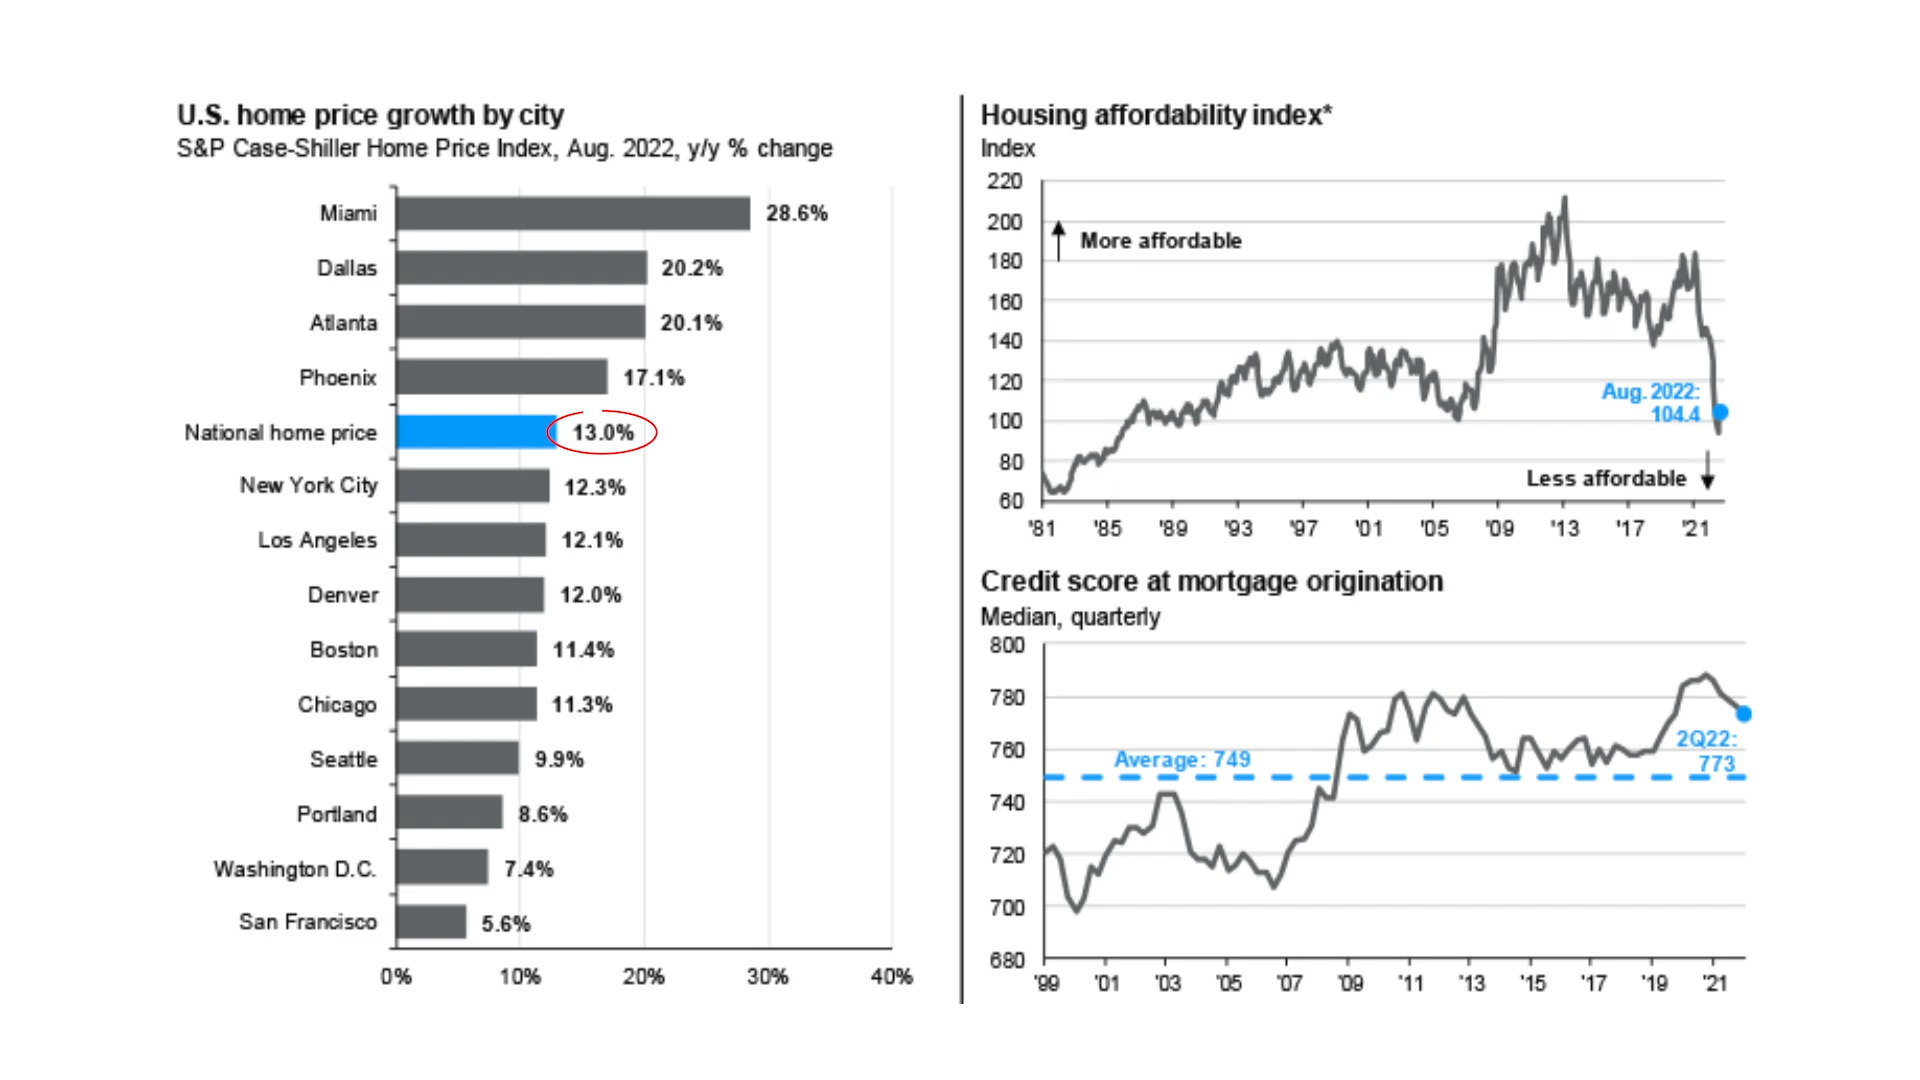 U.S. home price growth by city
S&P Case-Shiller Home Price Index, Aug. 2022, y/y % change
Miami 28.6%
Dallas 20.2%
Atlanta 20.1%
Phoenix 17.1%
National home price 13.0%
New York City 12.3%
Los Angeles 12.1%
Denver 12.0%
Boston 11.4%
Chicago 11.3%
Seattle 9.9%
Portland 8.6%
Washington D.C. 7.4%
San Francisco 5.6%
0% 10% 20% 30% 40%
Housing affordability index*
Index
220
200
More affordable
180
160
140
120
Aug. 2022:
104.4
100
80
Less affordable
60
'81 '85 '89 '93 '97 '01 '05 '09 '13 '17 '21
Credit score at mortgage origination
Median, quarterly
800
780
760
2Q22:
773
Average: 749
740
720
700
680
'99 '01 '03 '05 '07 '09 '11 '13 '15 '17 '19 '21